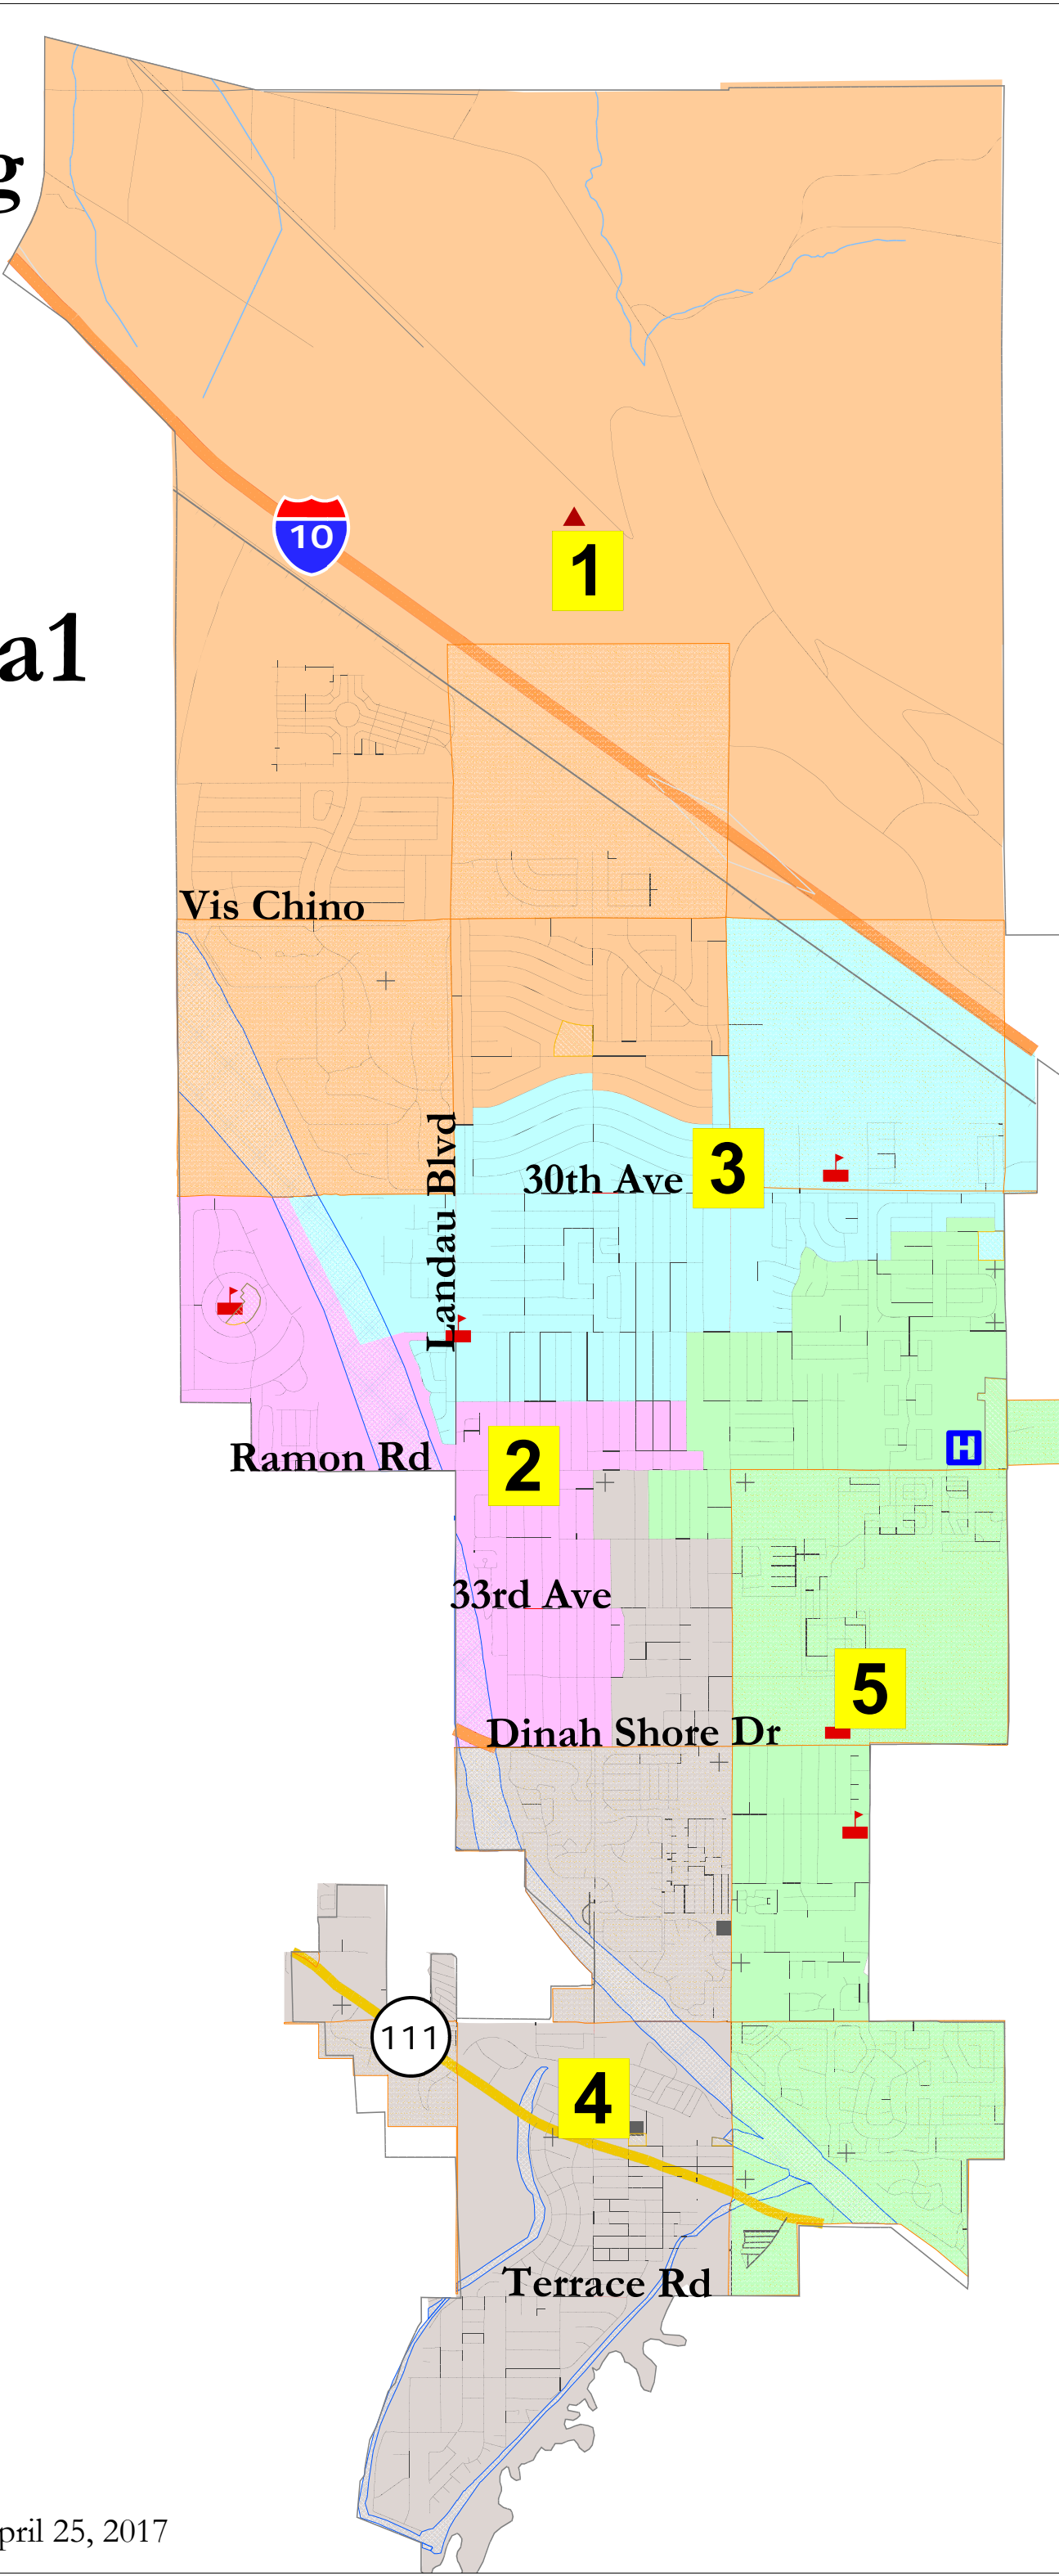 g
10
1
a1
Vis Chino
Landau Blvd
30th Ave
3
Ramon Rd
2
H
33rd Ave
5
Dinah Shore Dr
111
4
Terrace Rd
pril 25, 2017